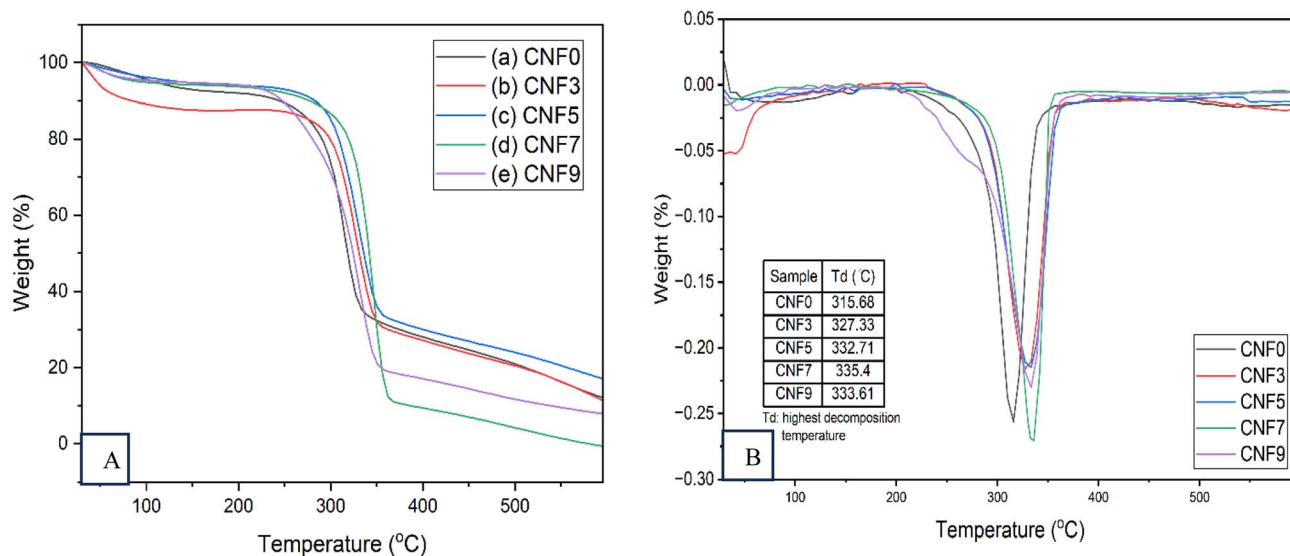 100
80
60
40
20
0
Weight (%)
(a) CNF0
(b) CNF3
(c) CNF5
(d) CNF7
(e) CNF9
A
100 200 300 400 500
Temperature (°C)
0.05
0.00
−0.05
−0.10
−0.15
−0.20
−0.25
−0.30
Weight (%)
Sample Td (°C)
CNF0 315.68
CNF3 327.33
CNF5 332.71
CNF7 335.4
CNF9 333.61
Td: highest decomposition
temperature
CNF0
CNF3
CNF5
CNF7
CNF9
B
100 200 300 400 500
Temperature (°C)